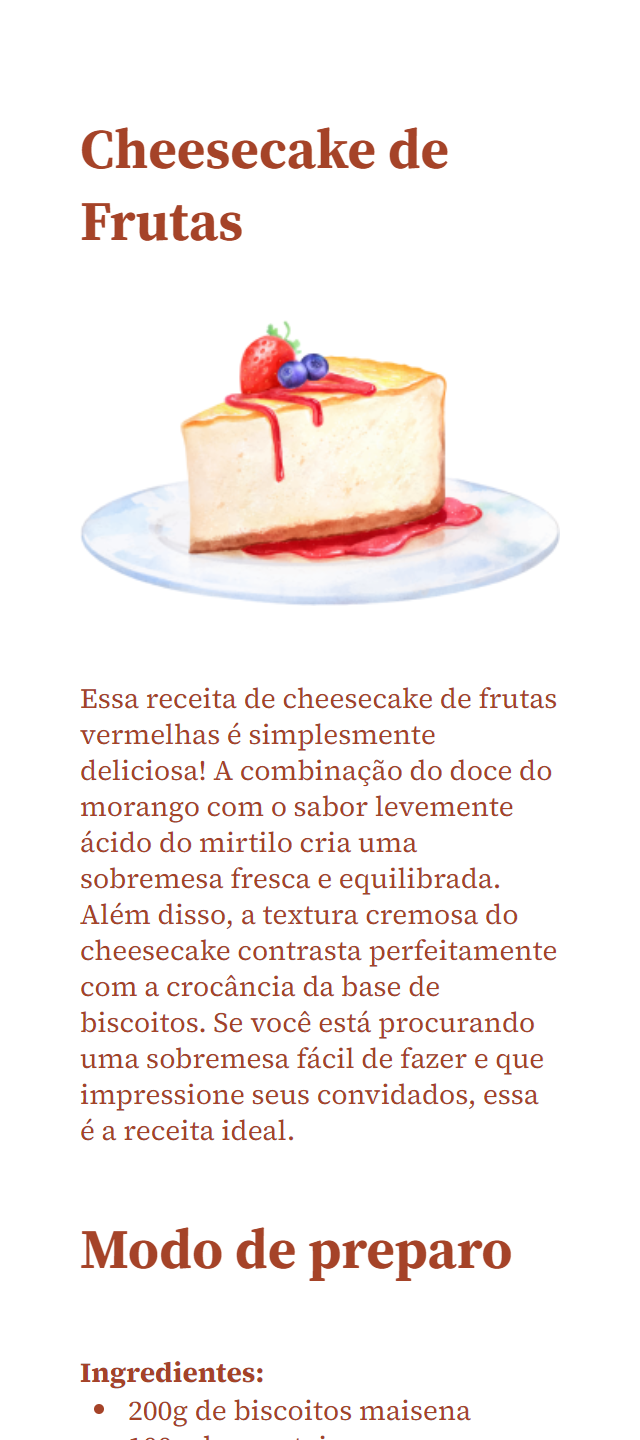 Cheesecake de
Frutas
Essa receita de cheesecake de frutas
vermelhas é simplesmente
deliciosa! A combinação do doce do
morango com o sabor levemente
ácido do mirtilo cria uma
sobremesa fresca e equilibrada.
Além disso, a textura cremosa do
cheesecake contrasta perfeitamente
com a crocância da base de
biscoitos. Se você está procurando
uma sobremesa fácil de fazer e que
impressione seus convidados, essa
é a receita ideal.
Modo de preparo
Ingredientes:
200g de biscoitos maisena